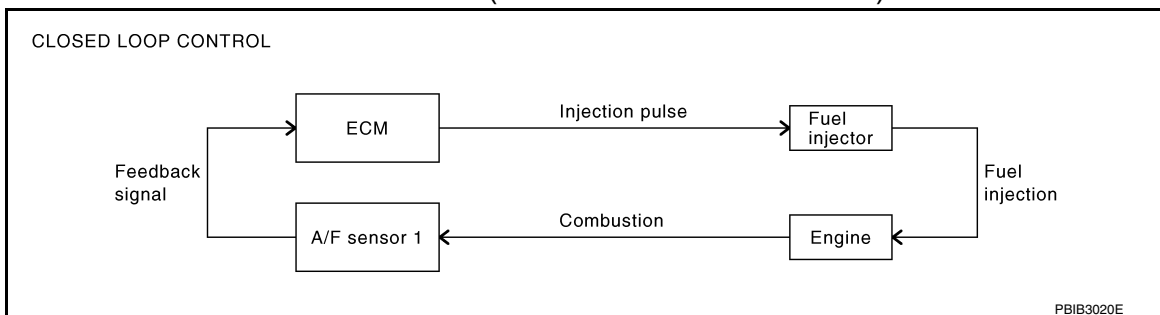 CLOSED LOOP CONTROL
ECM
Injection pulse
Fuel
injector
Feedback
signal
Fuel
injection
A/F sensor 1
Combustion
Engine
PBIB3020E